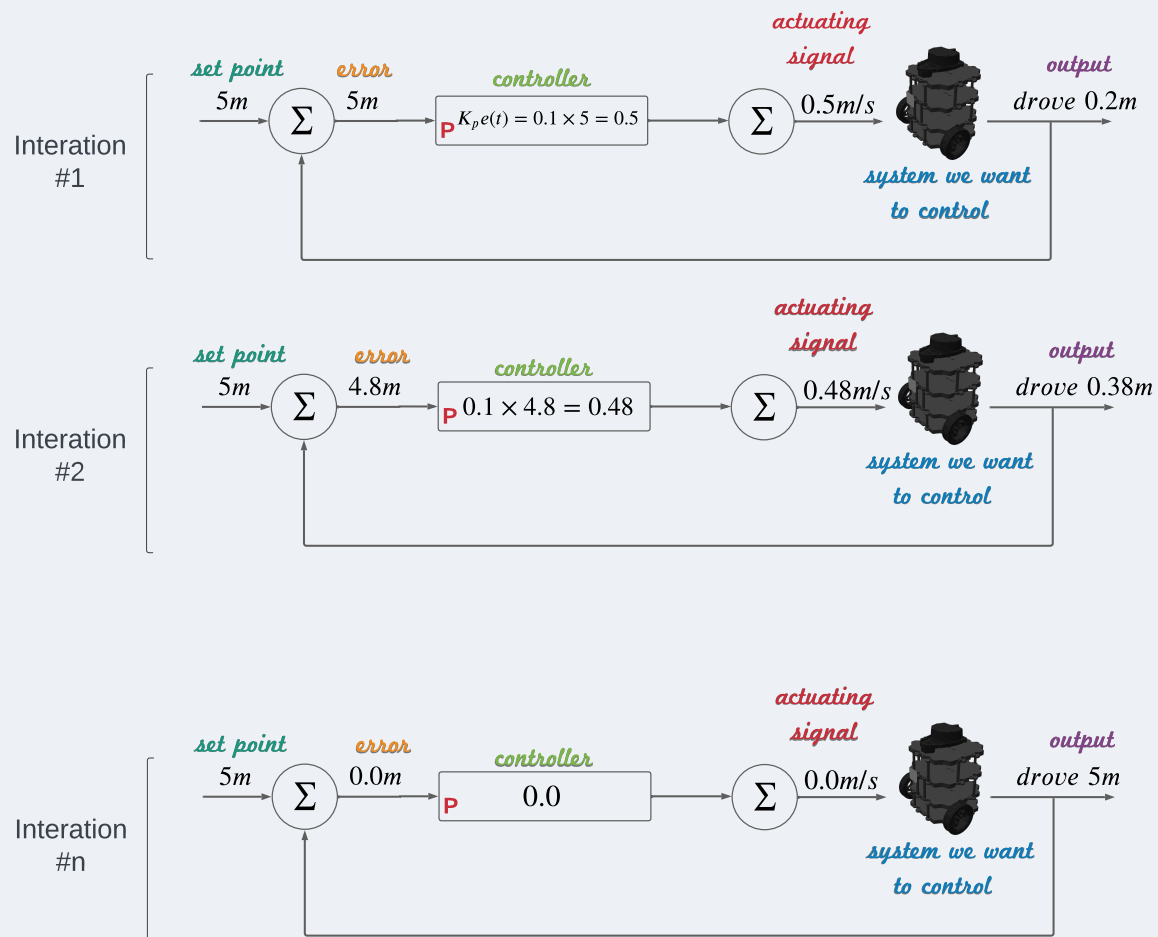 actuating
signal
set point
error
controller
output
5m
Σ
5m
P K_p e(t) = 0.1 × 5 = 0.5
Σ
0.5m/s
drove 0.2m
Interation
#1
system we want
to control
actuating
signal
set point
error
controller
output
5m
Σ
4.8m
P 0.1 × 4.8 = 0.48
Σ
0.48m/s
drove 0.38m
Interation
#2
system we want
to control
actuating
signal
set point
error
controller
output
5m
Σ
0.0m
P 0.0
Σ
0.0m/s
drove 5m
Interation
#n
system we want
to control